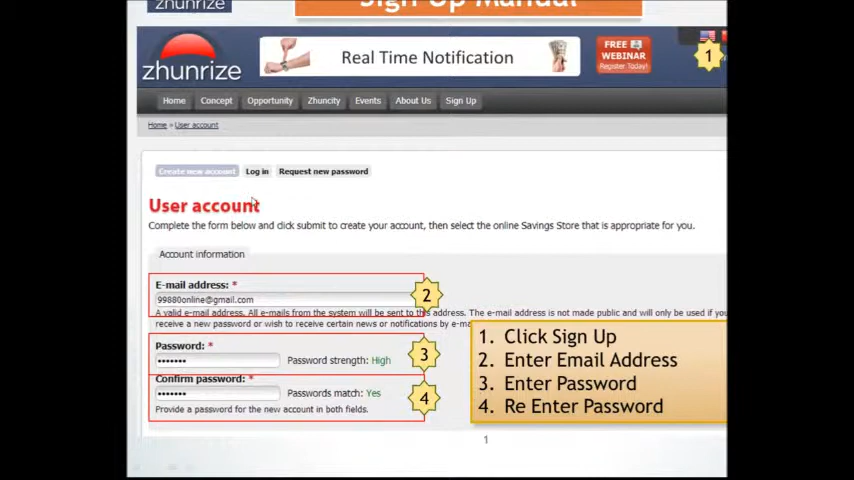 zhunrize
Sign Up Manual
zhunrize
Real Time Notification
FREE
WEBINAR
Register Today!
1
Home
Concept
Opportunity
Zhuncity
Events
About Us
Sign Up
Home » User account
Create new account
Log in
Request new password
User account
Complete the form below and click submit to create your account, then select the online Savings Store that is appropriate for you.
Account information
E-mail address: *
99880online@gmail.com
2
A valid e-mail address. All e-mails from the system will be sent to this address. The e-mail address is not made public and will only be used if you
receive a new password or wish to receive certain news or notifications by e-ma
Password: *
•••••••
Password strength: High
3
Confirm password: *
•••••••
Passwords match: Yes
4
Provide a password for the new account in both fields.
1. Click Sign Up
2. Enter Email Address
3. Enter Password
4. Re Enter Password
1